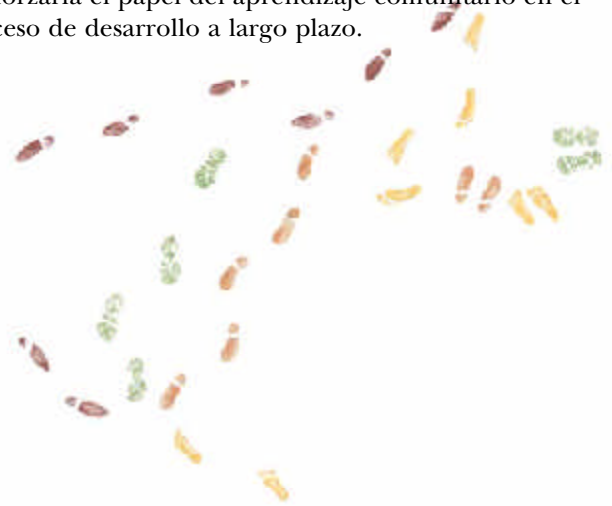 orzaría el papel del aprendizaje comunitario en el
ceso de desarrollo a largo plazo.